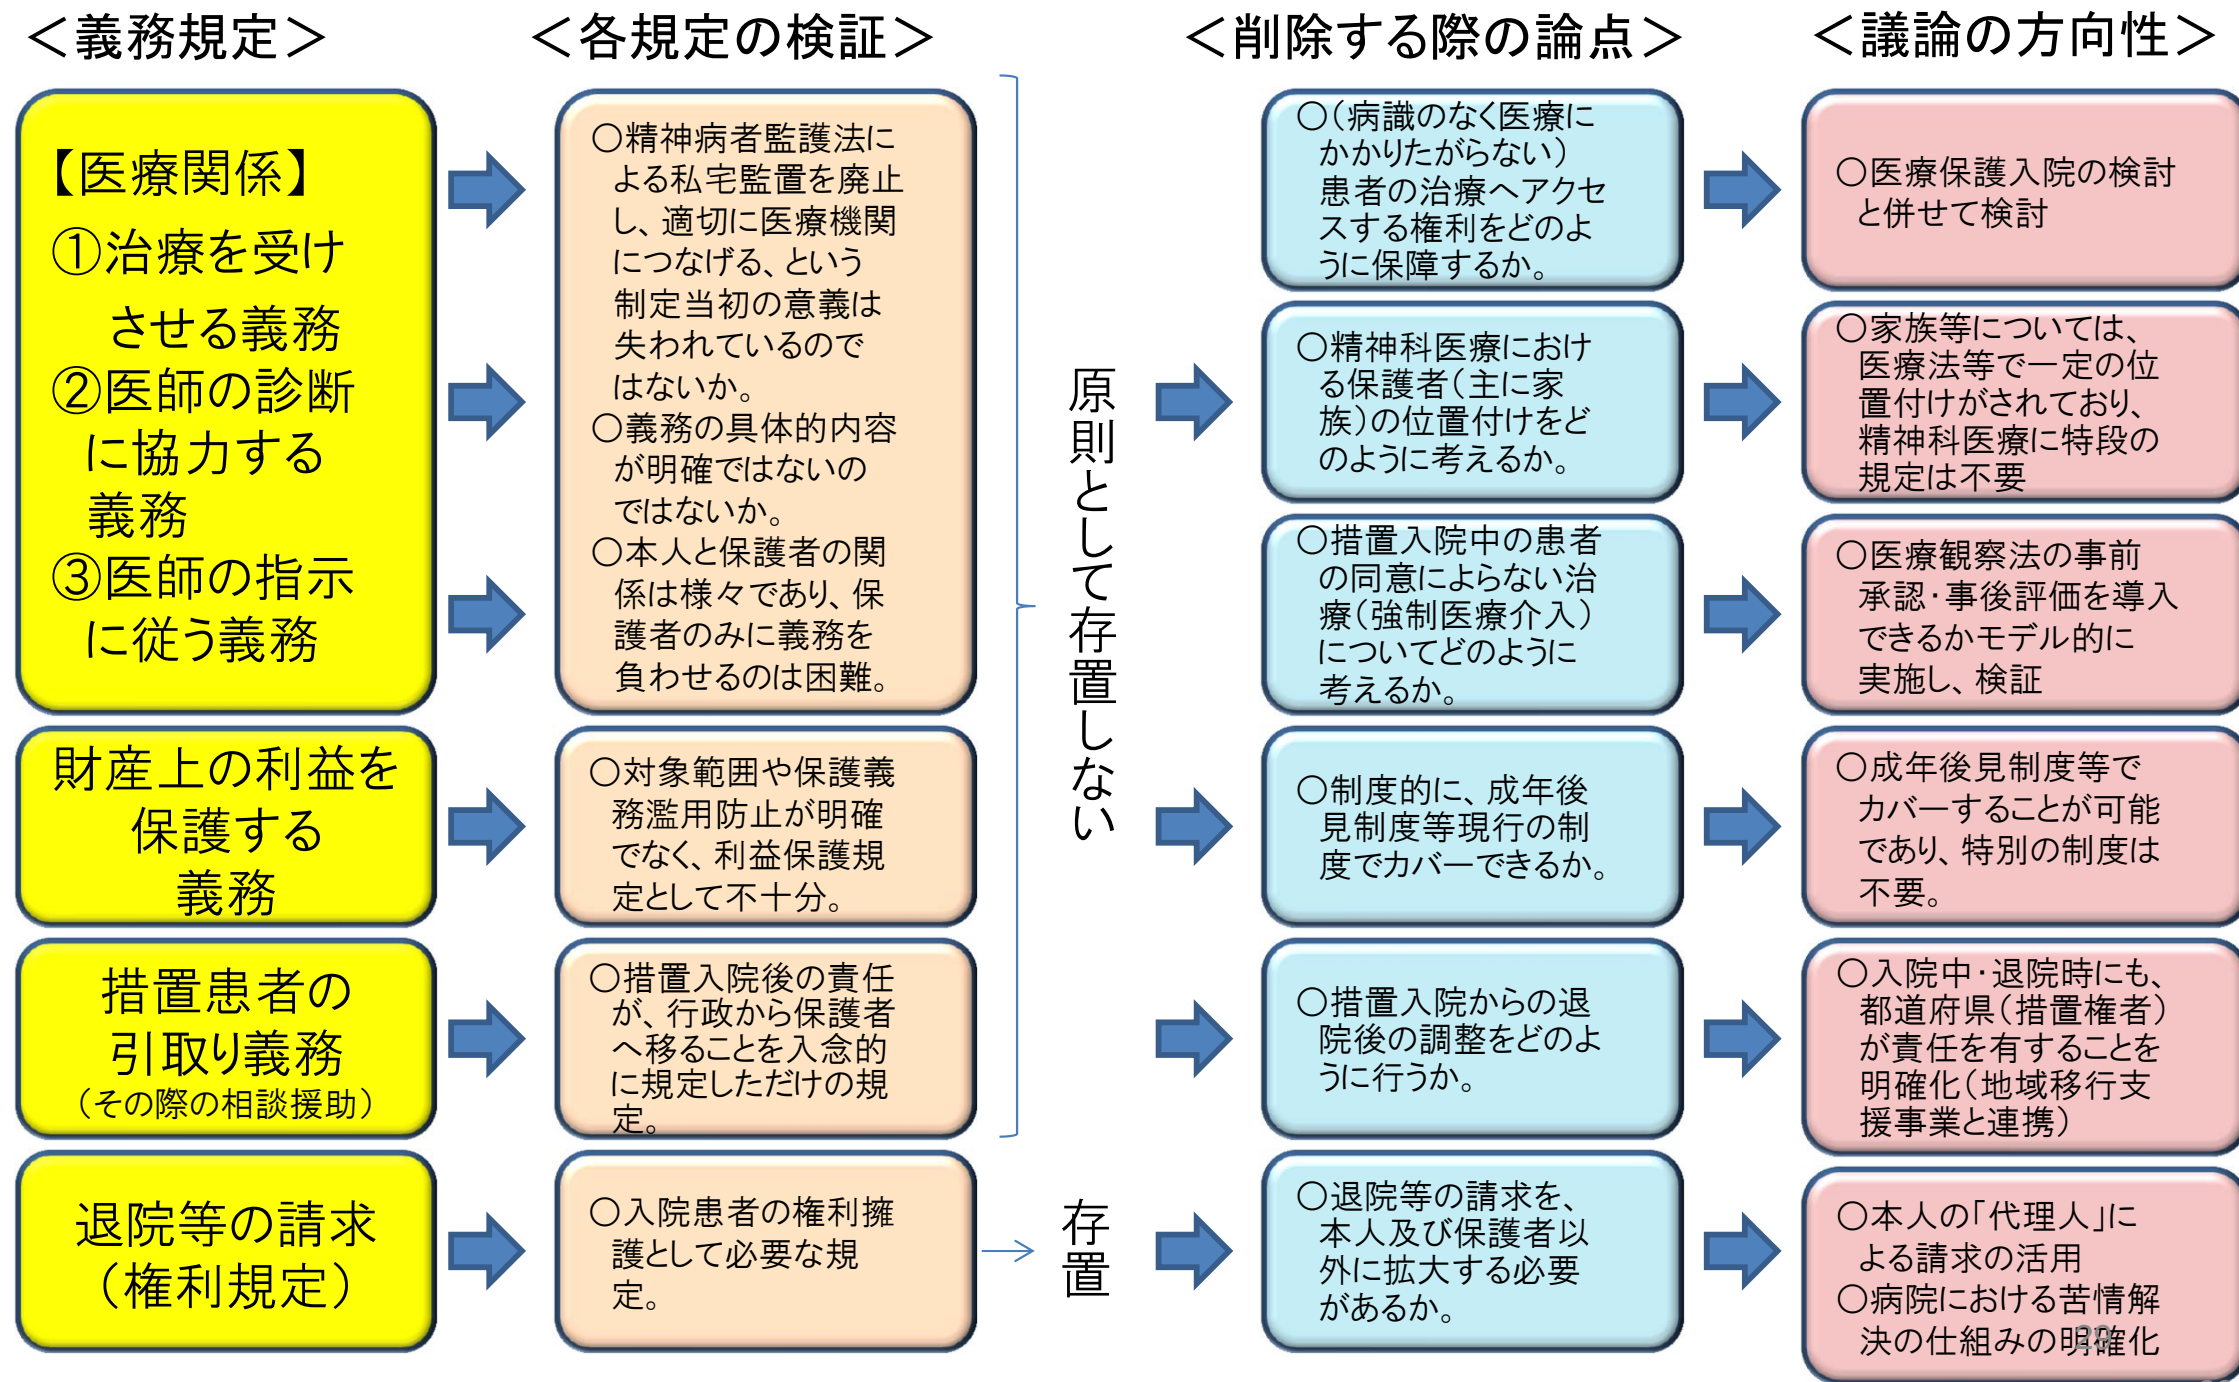 ＜義務規定＞
＜各規定の検証＞
＜削除する際の論点＞
＜議論の方向性＞
【医療関係】
①治療を受け
させる義務
②医師の診断
に協力する
義務
③医師の指示
に従う義務
○精神病者監護法に
よる私宅監置を廃止
し、適切に医療機関
につなげる、という
制定当初の意義は
失われているので
はないか。
○義務の具体的内容
が明確ではないの
ではないか。
○本人と保護者の関
係は様々であり、保
護者のみに義務を
負わせるのは困難。
財産上の利益を
保護する
義務
○対象範囲や保護義
務濫用防止が明確
でなく、利益保護規
定として不十分。
措置患者の
引取り義務
（その際の相談援助）
○措置入院後の責任
が、行政から保護者
へ移ることを入念的
に規定しただけの規
定。
退院等の請求
（権利規定）
○入院患者の権利擁
護として必要な規
定。
原則として存置しない
存置
○（病識のなく医療に
かかりたがらない）
患者の治療へアクセ
スする権利をどのよ
うに保障するか。
○医療保護入院の検討
と併せて検討
○精神科医療におけ
る保護者（主に家
族）の位置付けをど
のように考えるか。
○家族等については、
医療法等で一定の位
置付けがされており、
精神科医療に特段の
規定は不要
○措置入院中の患者
の同意によらない治
療（強制医療介入）
についてどのように
考えるか。
○医療観察法の事前
承認・事後評価を導入
できるかモデル的に
実施し、検証
○制度的に、成年後
見制度等現行の制
度でカバーできるか。
○成年後見制度等で
カバーすることが可能
であり、特別の制度は
不要。
○措置入院からの退
院後の調整をどのよ
うに行うか。
○入院中・退院時にも、
都道府県（措置権者）
が責任を有することを
明確化（地域移行支
援事業と連携）
○退院等の請求を、
本人及び保護者以
外に拡大する必要
があるか。
○本人の「代理人」に
よる請求の活用
○病院における苦情解
決の仕組みの明確化
29